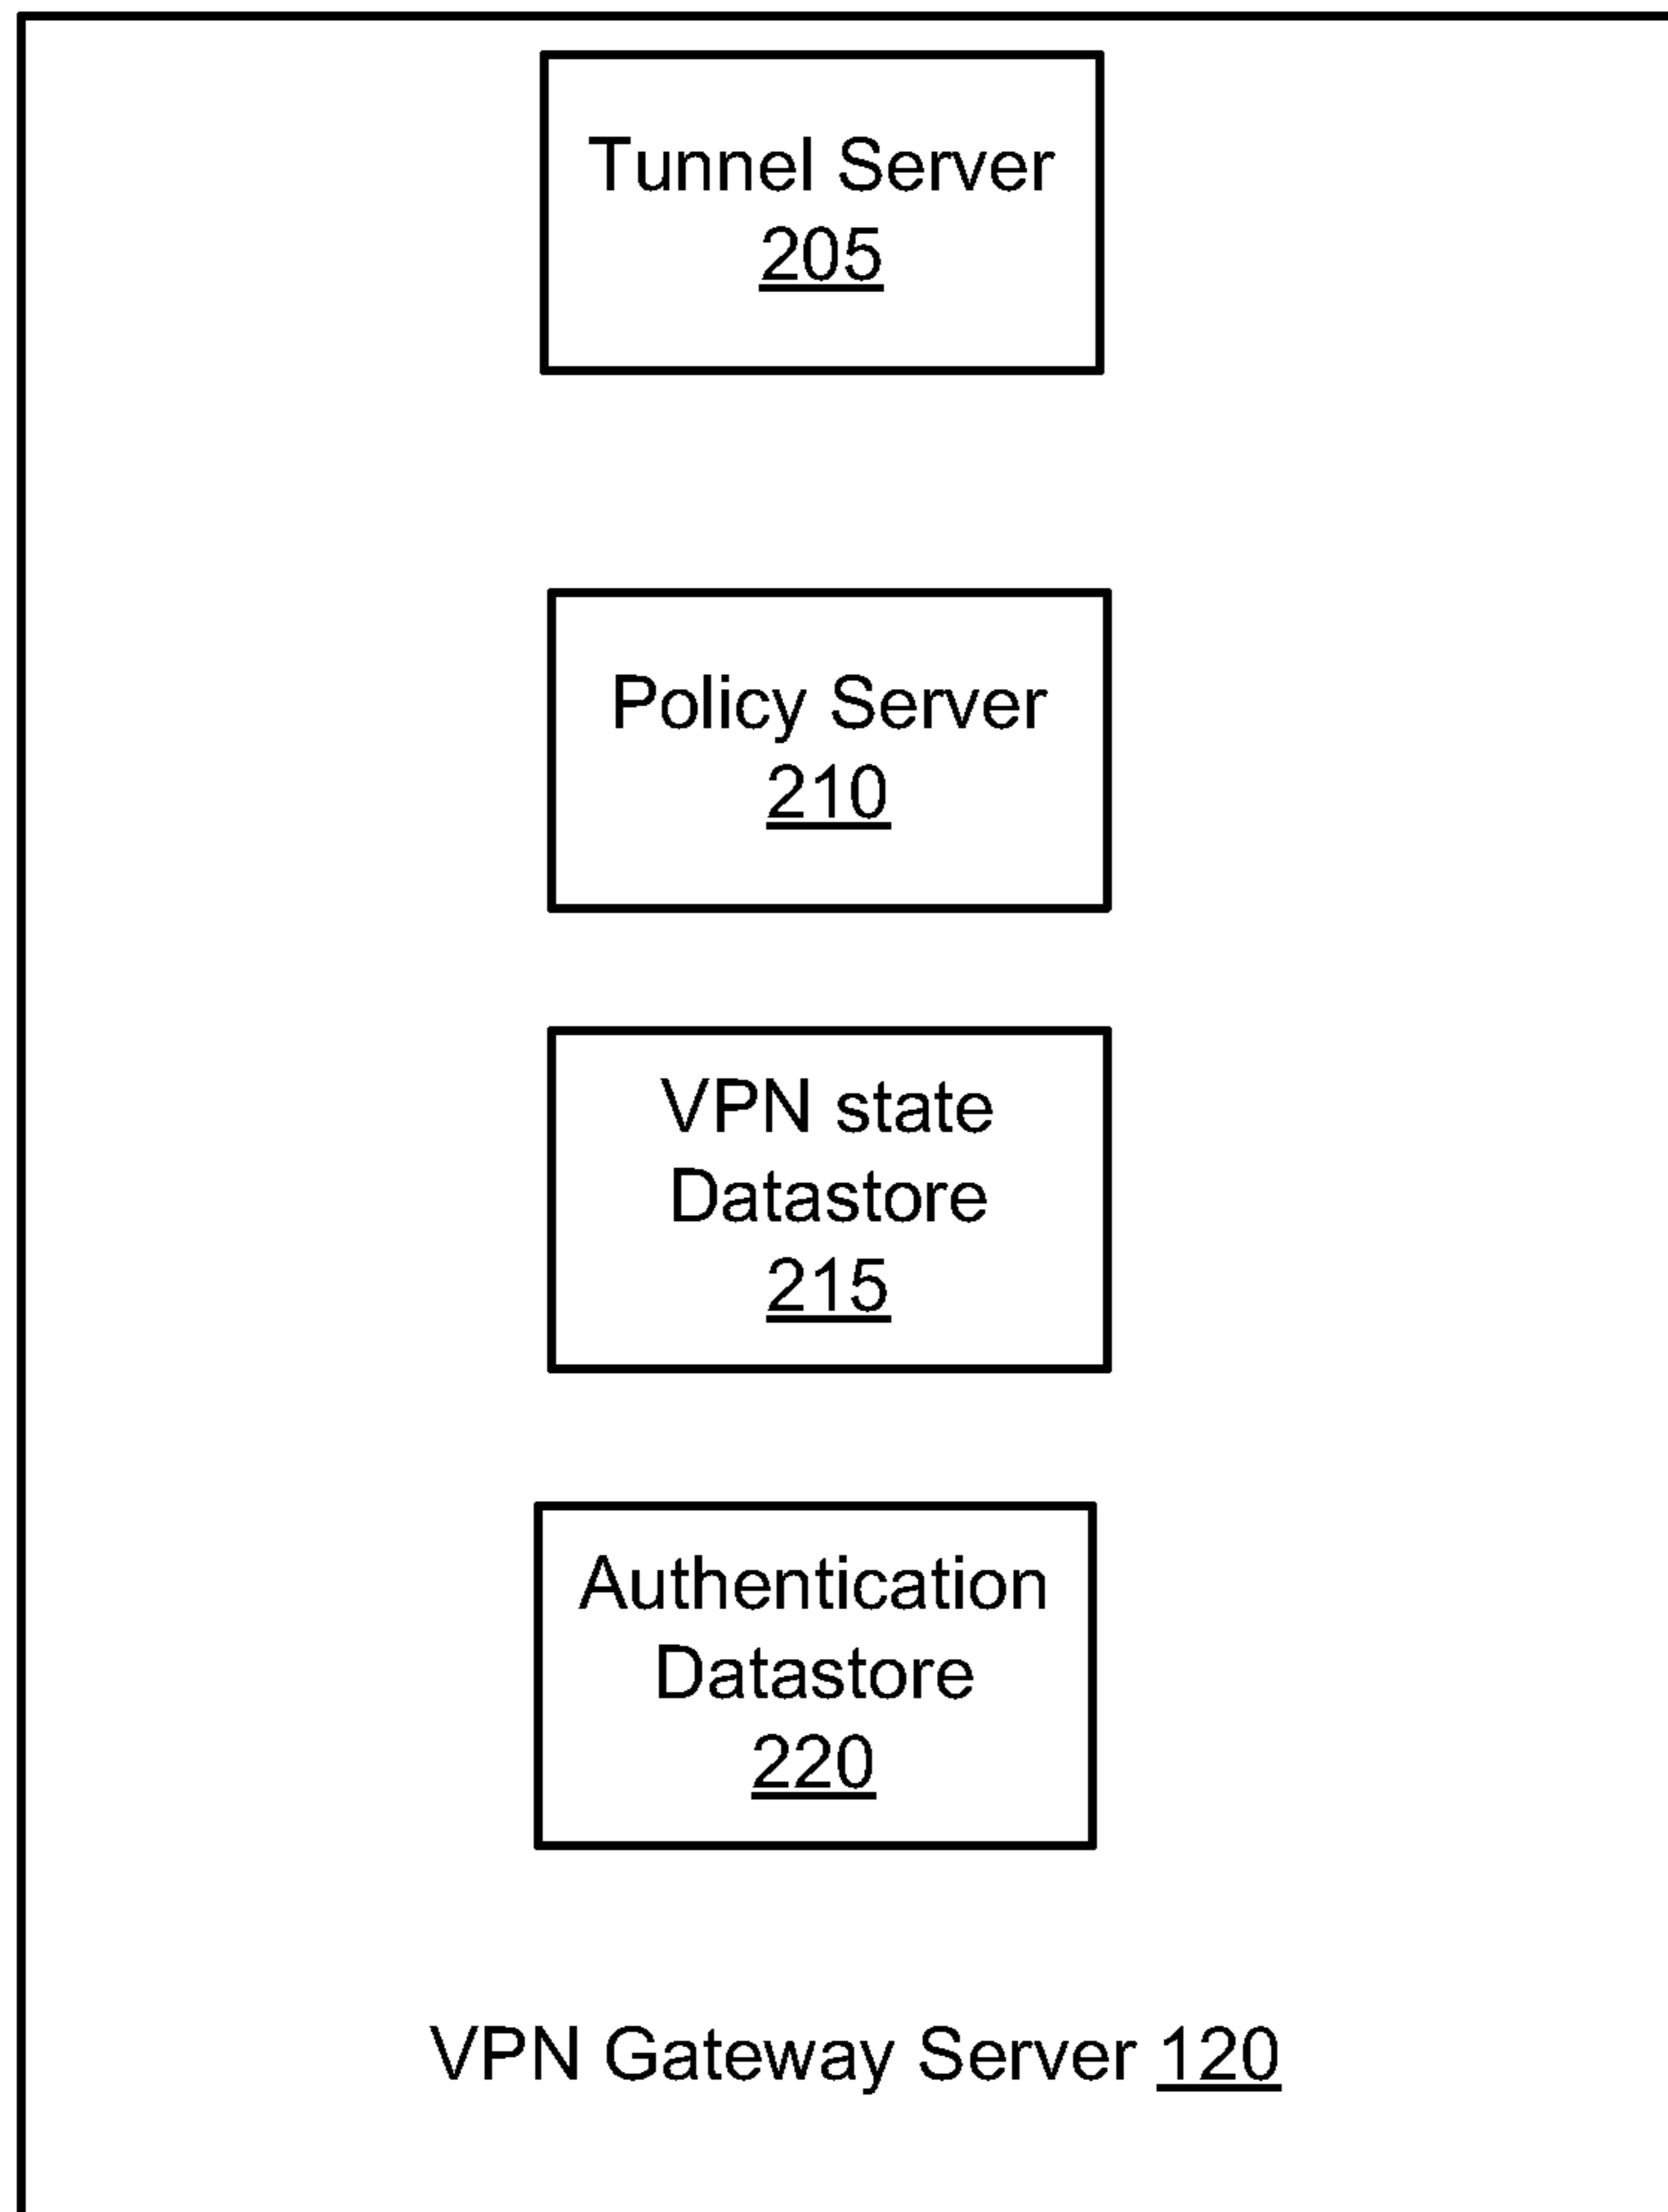 Tunnel Server
205
Policy Server
210
VPN state
Datastore
215
Authentication
Datastore
220
VPN Gateway Server 120